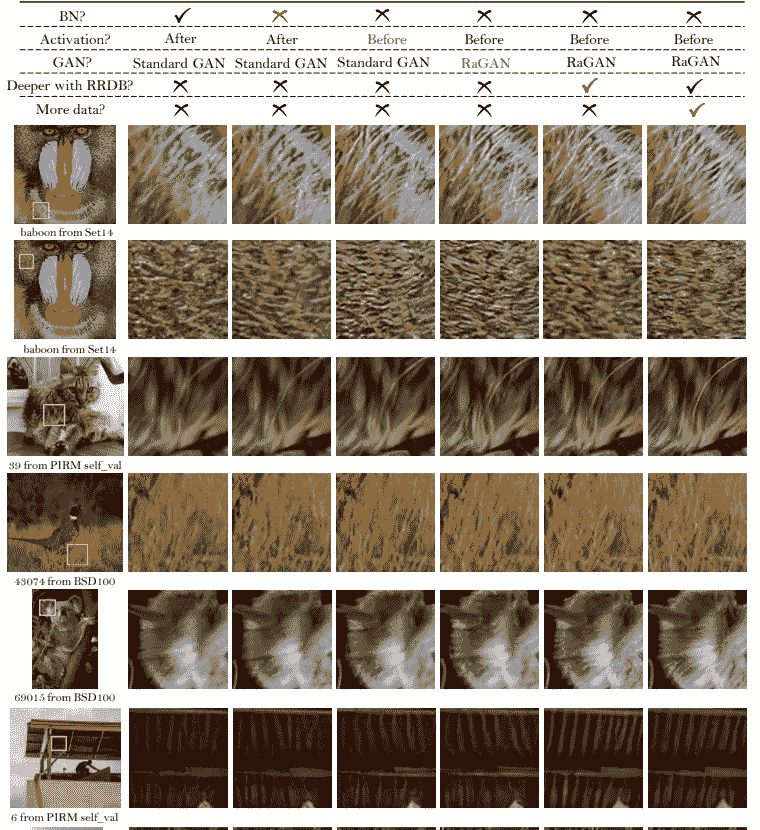 BN? ✓ × × × × ×
Activation? After After Before Before Before Before
GAN? Standard GAN Standard GAN Standard GAN RaGAN RaGAN RaGAN
Deeper with RRDB? × × × × ✓ ✓
More data? × × × × × ✓
baboon from Set14
baboon from Set14
39 from PIRM self_val
43074 from BSD100
69015 from BSD100
6 from PIRM self_val